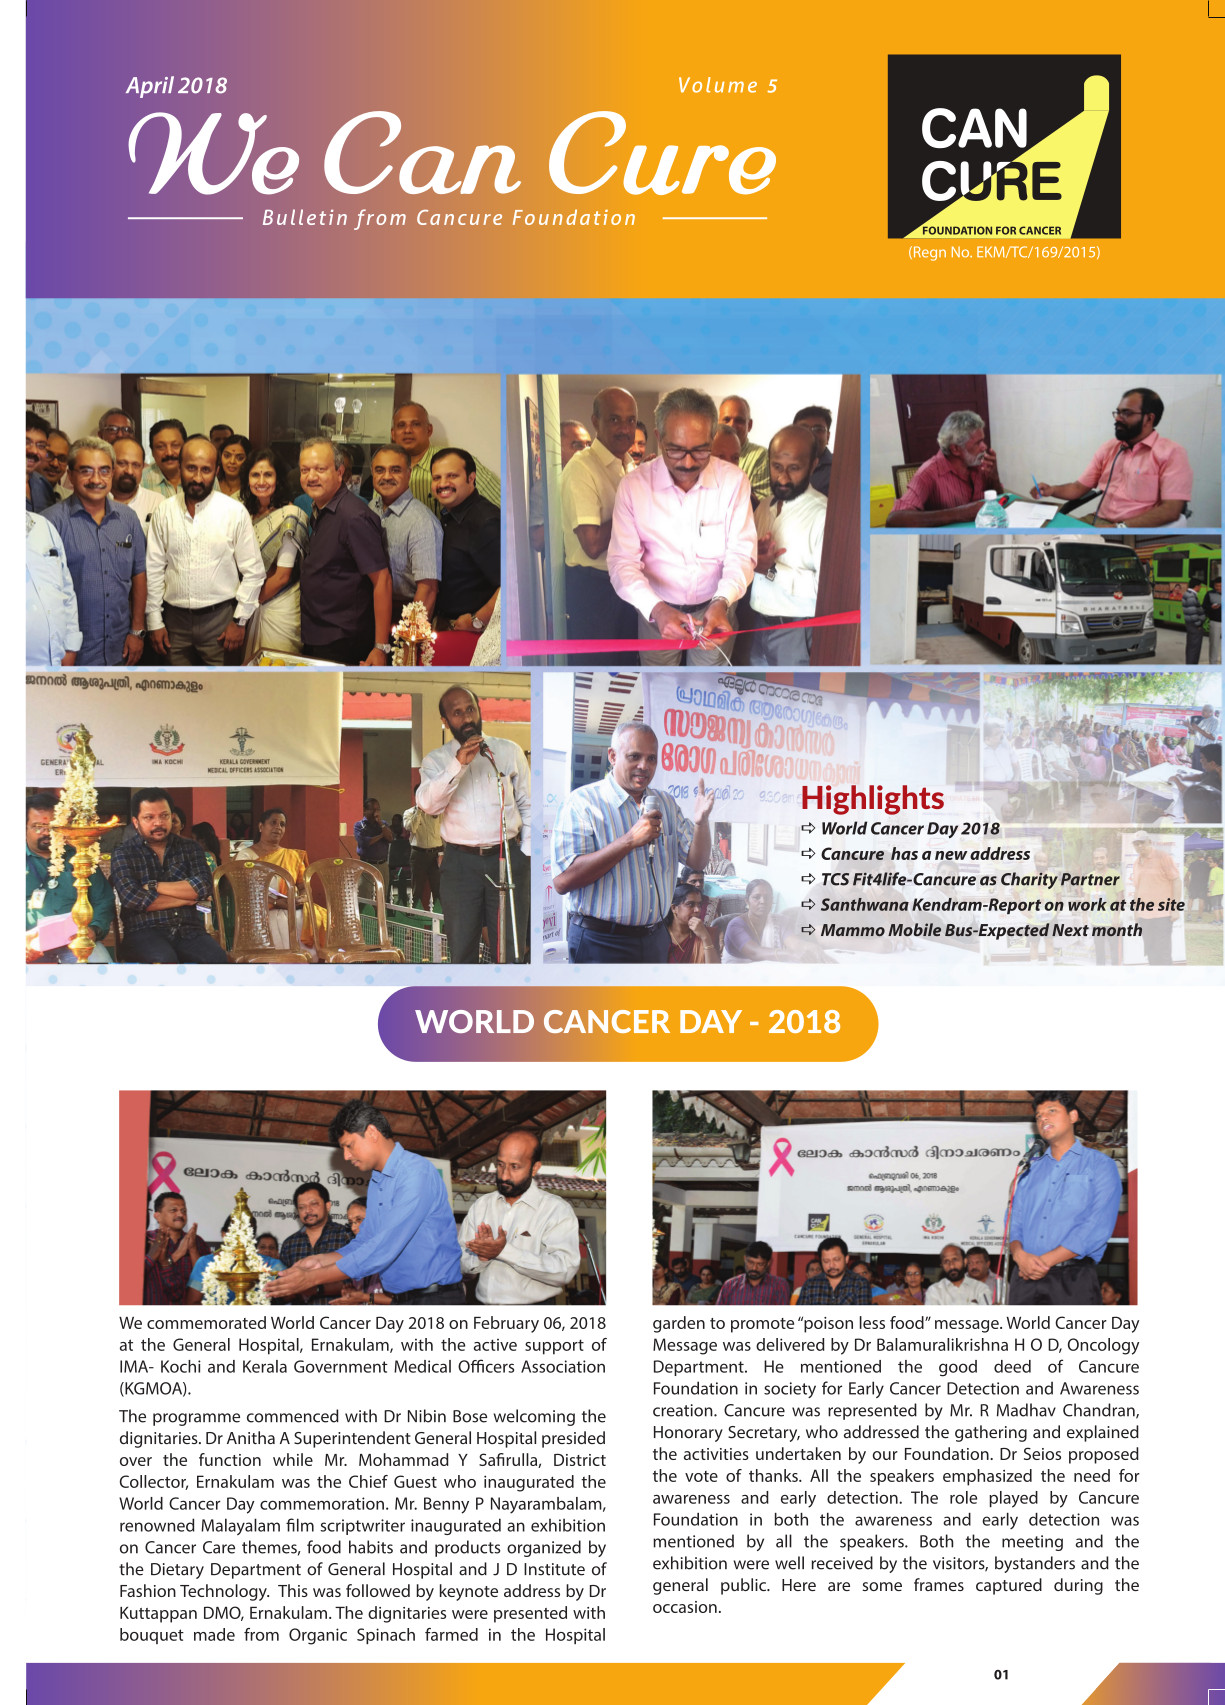 April 2018
Volume 5
We Can Cure
Bulletin from Cancure Foundation
CAN
CURE
FOUNDATION FOR CANCER
(Regn No. EKM/TC/169/2015)
BHARATBENZ
ജനറൽ ആശുപത്രി, എറണാകുളം
IMA KOCHI
KERALA GOVERNMENT
MEDICAL OFFICERS ASSOCIATION
ഏലൂർ നഗരസഭ
പ്രാഥമിക ആരോഗ്യകേന്ദ്രം
സൗജന്യ കാൻസർ
രോഗ പരിശോധനക്യാമ്പ്
Highlights
⇨ World Cancer Day 2018
⇨ Cancure has a new address
⇨ TCS Fit4life-Cancure as Charity Partner
⇨ Santhwana Kendram-Report on work at the site
⇨ Mammo Mobile Bus-Expected Next month
WORLD CANCER DAY - 2018
ലോക കാൻസർ ദിനാ
ലോക കാൻസർ ദിനാചരണം
ഫെബ്രുവരി 06, 2018
ജനറൽ ആശുപത്രി, എറണാകുളം
CANCURE FOUNDATION
GENERAL HOSPITAL
ERNAKULAM
IMA KOCHI
KERALA GOVERNMENT
We commemorated World Cancer Day 2018 on February 06, 2018
at the General Hospital, Ernakulam, with the active support of
IMA- Kochi and Kerala Government Medical Officers Association
(KGMOA).
The programme commenced with Dr Nibin Bose welcoming the
dignitaries. Dr Anitha A Superintendent General Hospital presided
over the function while Mr. Mohammad Y Safirulla, District
Collector, Ernakulam was the Chief Guest who inaugurated the
World Cancer Day commemoration. Mr. Benny P Nayarambalam,
renowned Malayalam film scriptwriter inaugurated an exhibition
on Cancer Care themes, food habits and products organized by
the Dietary Department of General Hospital and J D Institute of
Fashion Technology. This was followed by keynote address by Dr
Kuttappan DMO, Ernakulam. The dignitaries were presented with
bouquet made from Organic Spinach farmed in the Hospital
garden to promote “poison less food” message. World Cancer Day
Message was delivered by Dr Balamuralikrishna H O D, Oncology
Department. He mentioned the good deed of Cancure
Foundation in society for Early Cancer Detection and Awareness
creation. Cancure was represented by Mr. R Madhav Chandran,
Honorary Secretary, who addressed the gathering and explained
the activities undertaken by our Foundation. Dr Seios proposed
the vote of thanks. All the speakers emphasized the need for
awareness and early detection. The role played by Cancure
Foundation in both the awareness and early detection was
mentioned by all the speakers. Both the meeting and the
exhibition were well received by the visitors, bystanders and the
general public. Here are some frames captured during the
occasion.
01